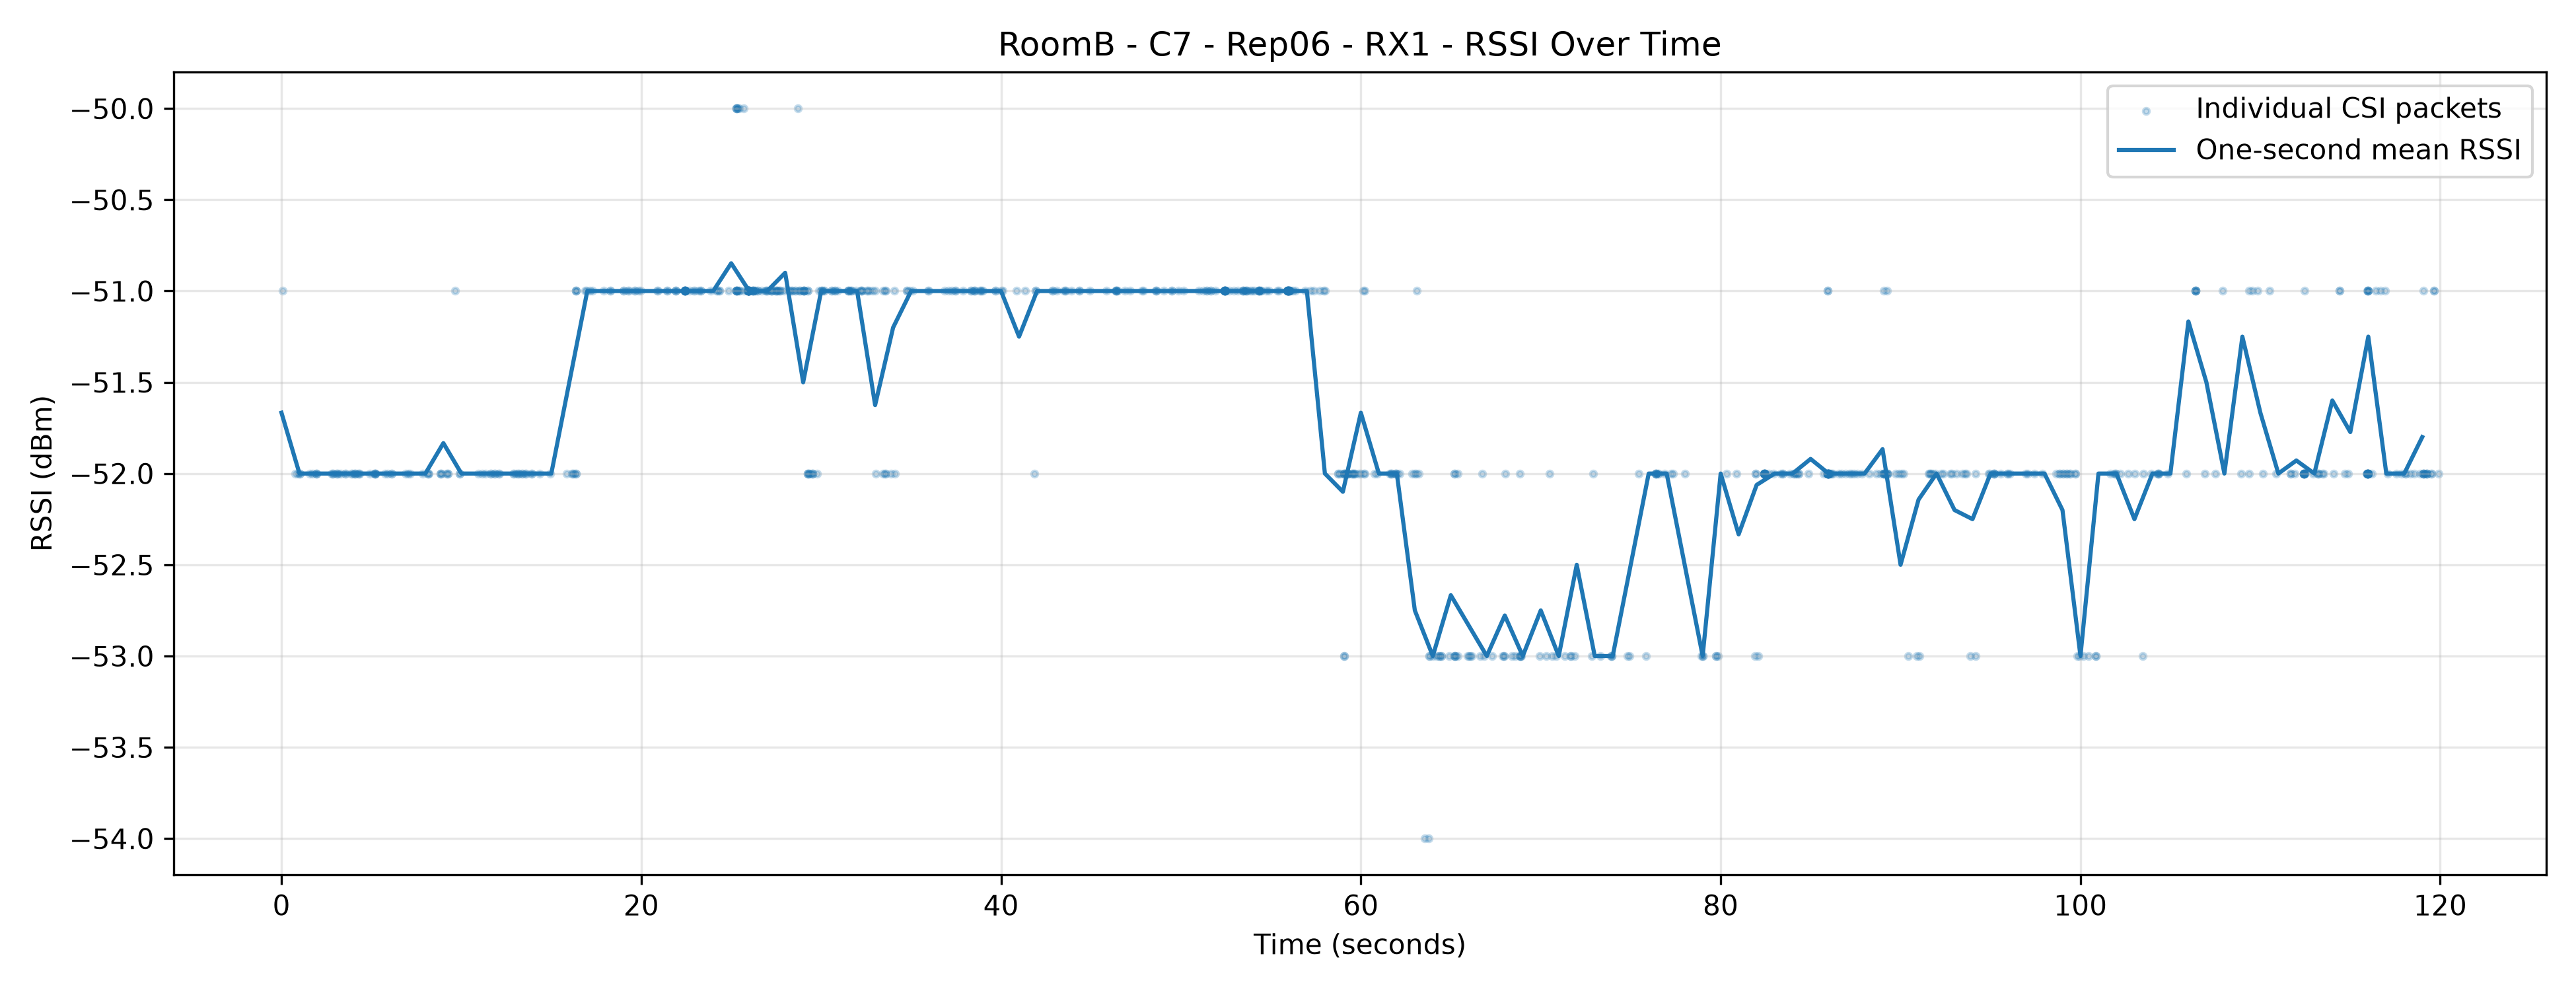 RoomB - C7 - Rep06 - RX1 - RSSI Over Time
Individual CSI packets
One-second mean RSSI
RSSI (dBm)
−50.0
−50.5
−51.0
−51.5
−52.0
−52.5
−53.0
−53.5
−54.0
0 20 40 60 80 100 120
Time (seconds)